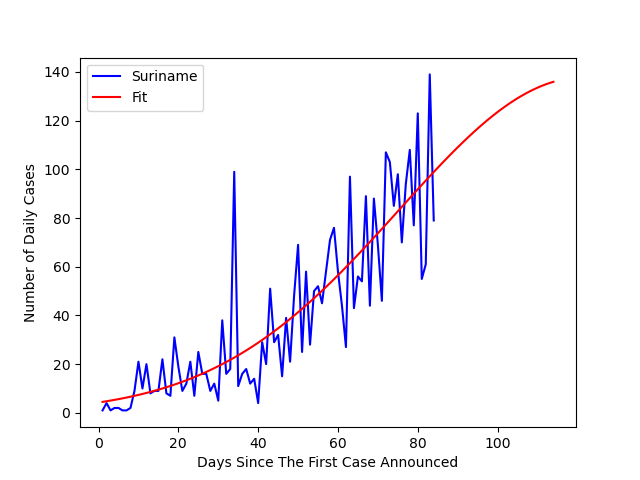 Suriname
Fit
140
120
100
80
60
40
20
0
Number of Daily Cases
0 20 40 60 80 100
Days Since The First Case Announced